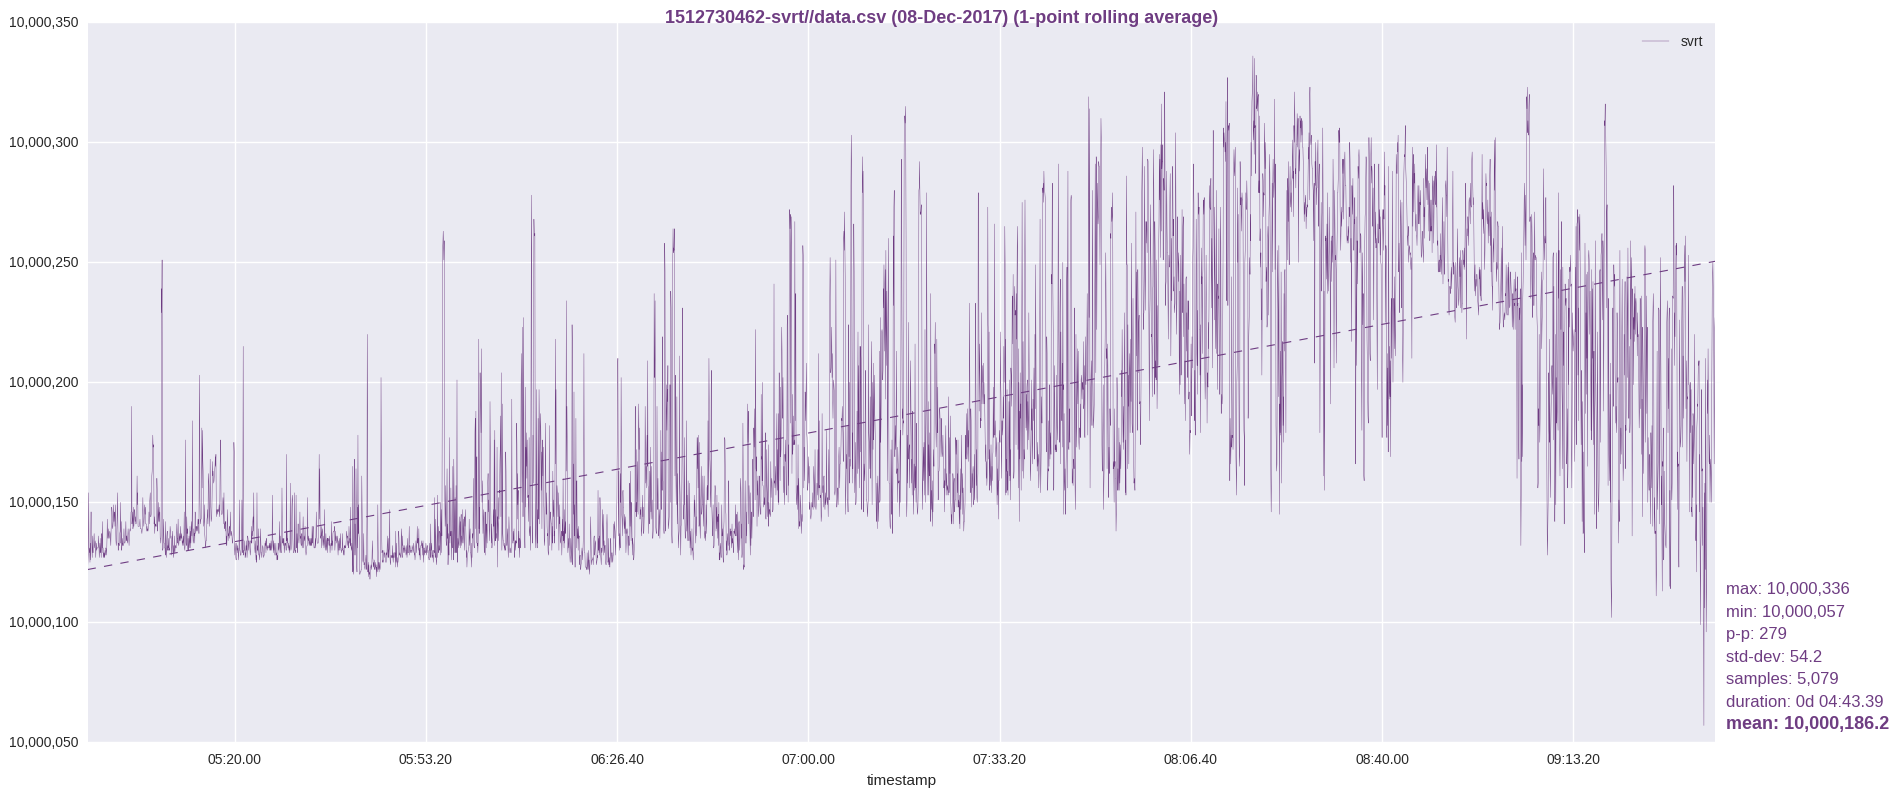 1512730462-svrt//data.csv (08-Dec-2017) (1-point rolling average)
svrt
10,000,350
10,000,300
10,000,250
10,000,200
10,000,150
10,000,100
10,000,050
05:20.00
05:53.20
06:26.40
07:00.00
07:33.20
08:06.40
08:40.00
09:13.20
timestamp
max: 10,000,336
min: 10,000,057
p-p: 279
std-dev: 54.2
samples: 5,079
duration: 0d 04:43.39
mean: 10,000,186.2